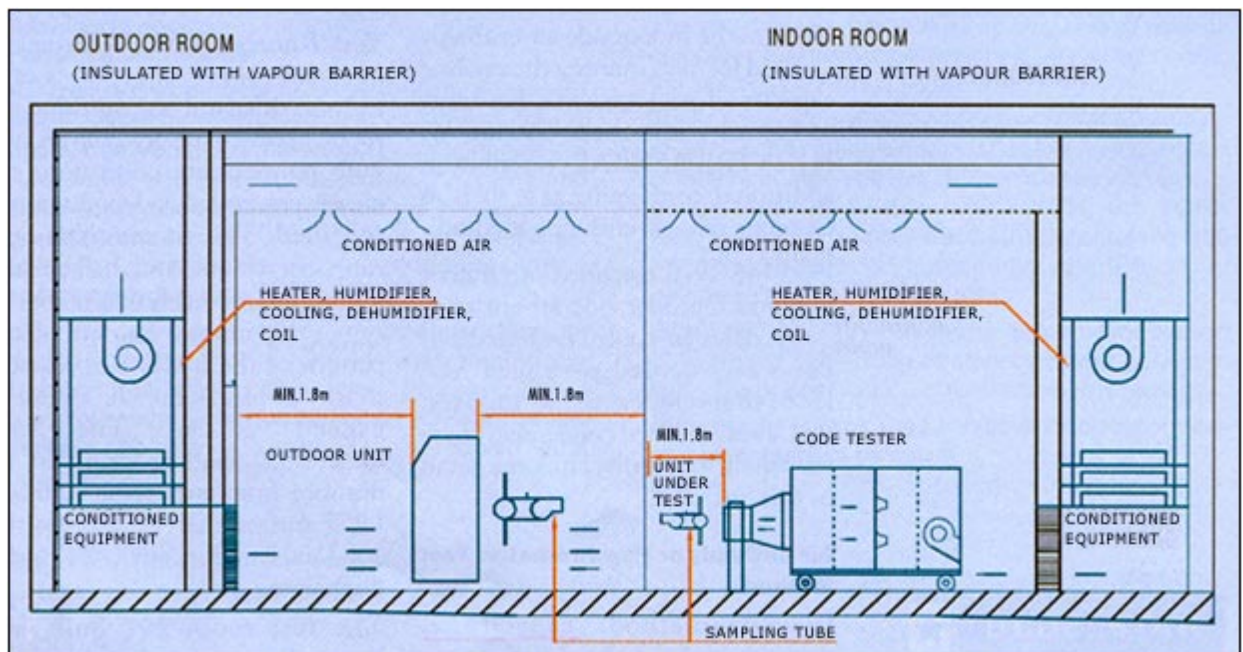 OUTDOOR ROOM
(INSULATED WITH VAPOUR BARRIER)
INDOOR ROOM
(INSULATED WITH VAPOUR BARRIER)
CONDITIONED AIR
CONDITIONED AIR
HEATER, HUMIDIFIER,
COOLING, DEHUMIDIFIER,
COIL
HEATER, HUMIDIFIER,
COOLING, DEHUMIDIFIER,
COIL
MIN.1.8m
MIN.1.8m
MIN.1.8m
OUTDOOR UNIT
UNIT
UNDER
TEST
CODE TESTER
CONDITIONED
EQUIPMENT
CONDITIONED
EQUIPMENT
SAMPLING TUBE